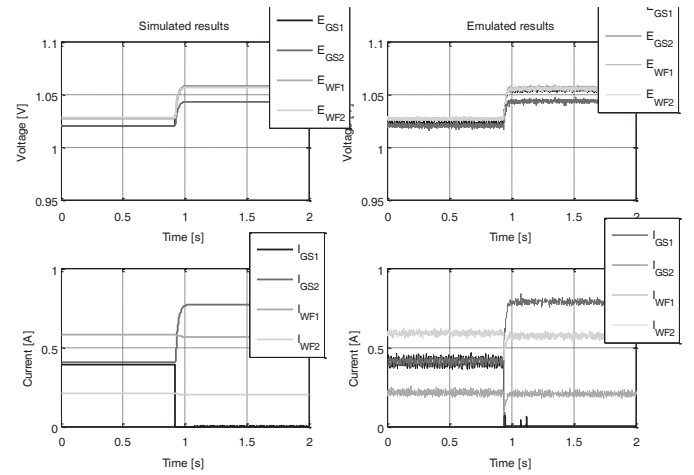 Simulated results
Emulated results
E_GS1
E_GS2
E_WF1
E_WF2
E_GS1
E_GS2
E_WF1
E_WF2
1.1
1.05
1
0.95
Voltage [V]
0
0.5
1
1.5
2
Time [s]
1.1
1.05
1
0.95
0
0.5
1
1.5
2
Time [s]
I_GS1
I_GS2
I_WF1
I_WF2
1
0.5
0
Current [A]
0
0.5
1
1.5
2
Time [s]
I_GS1
I_GS2
I_WF1
I_WF2
1
0.5
0
Current [A]
0
0.5
1
1.5
2
Time [s]